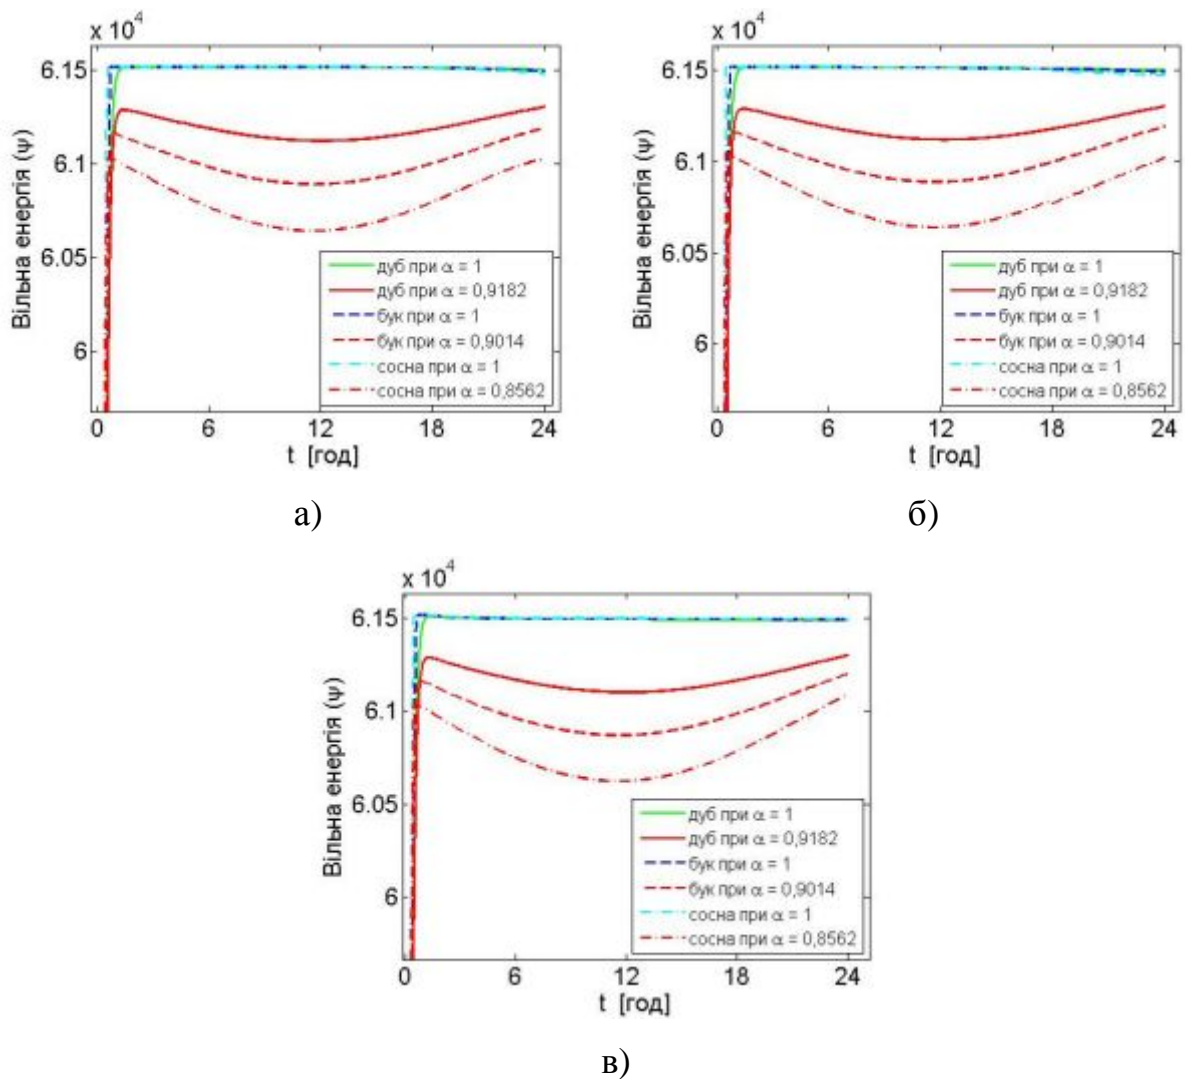 x 10⁴
6.15
6.1
6.05
6
Вільна енергія (ψ)
дуб при α = 1
дуб при α = 0,9182
бук при α = 1
бук при α = 0,9014
сосна при α = 1
сосна при α = 0,8562
0 6 12 18 24
t [год]
а)
x 10⁴
6.15
6.1
6.05
6
Вільна енергія (ψ)
дуб при α = 1
дуб при α = 0,9182
бук при α = 1
бук при α = 0,9014
сосна при α = 1
сосна при α = 0,8562
0 6 12 18 24
t [год]
б)
x 10⁴
6.15
6.1
6.05
6
Вільна енергія (ψ)
дуб при α = 1
дуб при α = 0,9182
бук при α = 1
бук при α = 0,9014
сосна при α = 1
сосна при α = 0,8562
0 6 12 18 24
t [год]
в)